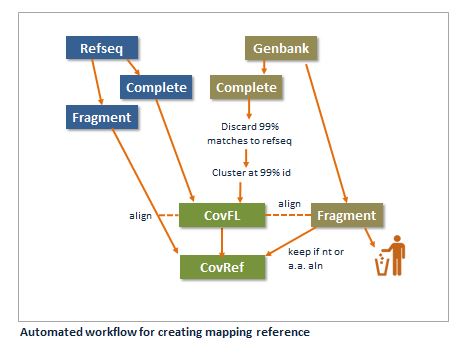 Refseq
Genbank
Complete
Complete
Fragment
Discard 99%
matches to refseq
Cluster at 99% id
align
CovFL
align
Fragment
keep if nt or
a.a. aln
CovRef
Automated workflow for creating mapping reference